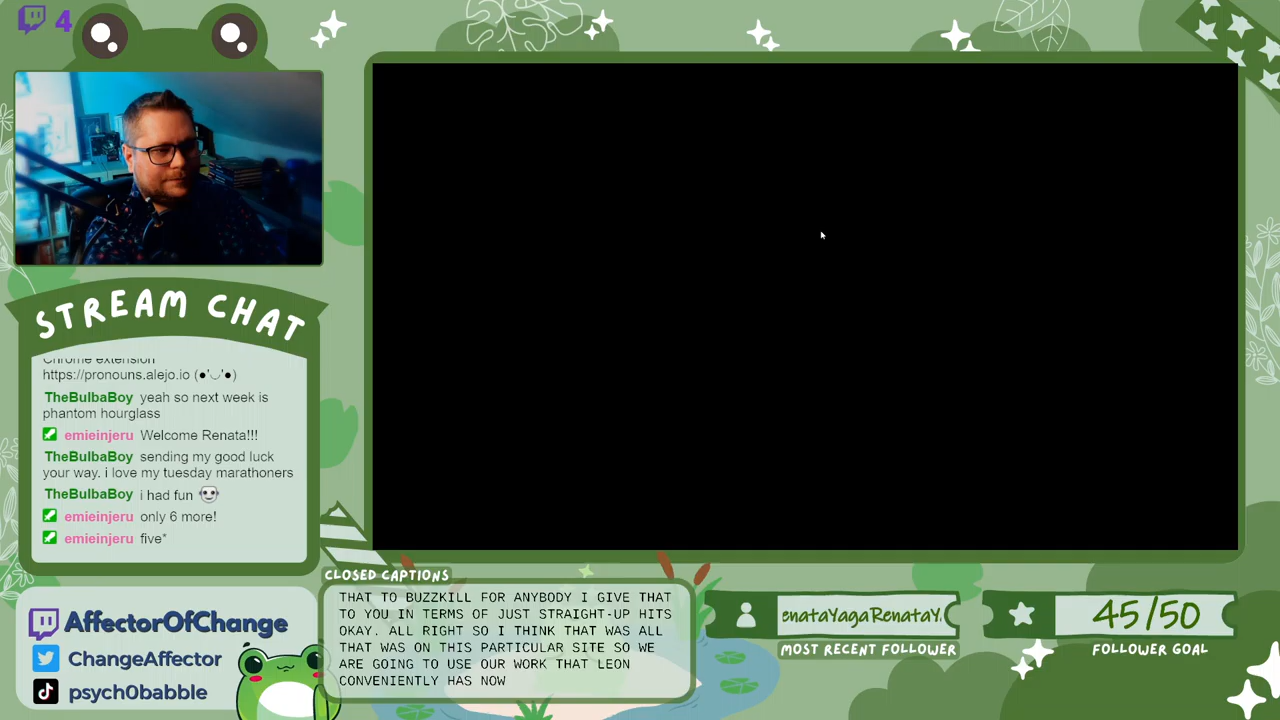 4
STREAM CHAT
Chrome extension
https://pronouns.alejo.io (●'◡'●)
TheBulbaBoy yeah so next week is
phantom hourglass
emieinjeru Welcome Renata!!!
TheBulbaBoy sending my good luck
your way. i love my tuesday marathoners
TheBulbaBoy i had fun
emieinjeru only 6 more!
emieinjeru five*
AffectorOfChange
ChangeAffector
psych0babble
CLOSED CAPTIONS
THAT TO BUZZKILL FOR ANYBODY I GIVE THAT
TO YOU IN TERMS OF JUST STRAIGHT-UP HITS
OKAY. ALL RIGHT SO I THINK THAT WAS ALL
THAT WAS ON THIS PARTICULAR SITE SO WE
ARE GOING TO USE OUR WORK THAT LEON
CONVENIENTLY HAS NOW
enataYagaRenataY
MOST RECENT FOLLOWER
45/50
FOLLOWER GOAL